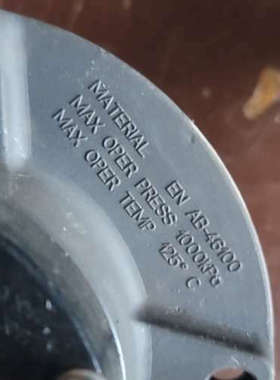 MATERIAL EN AB-46100
MAX OPER PRESS 1000kPa
MAX OPER TEMP 125° C